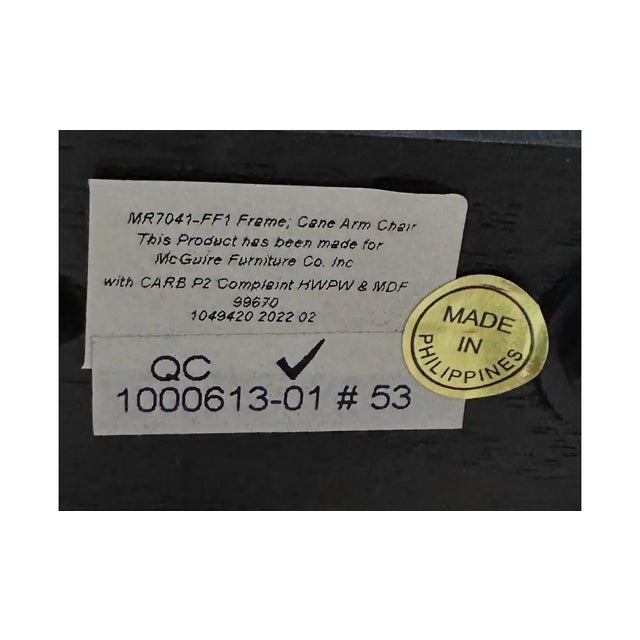 MR7041-FF1 Frame; Cane Arm Chair
This Product has been made for
McGuire Furniture Co. Inc
with CARB P2 Complaint HWPW & MDF
99670
1049420 2022 02
QC ✓
1000613-01 # 53
MADE
IN
PHILIPPINES